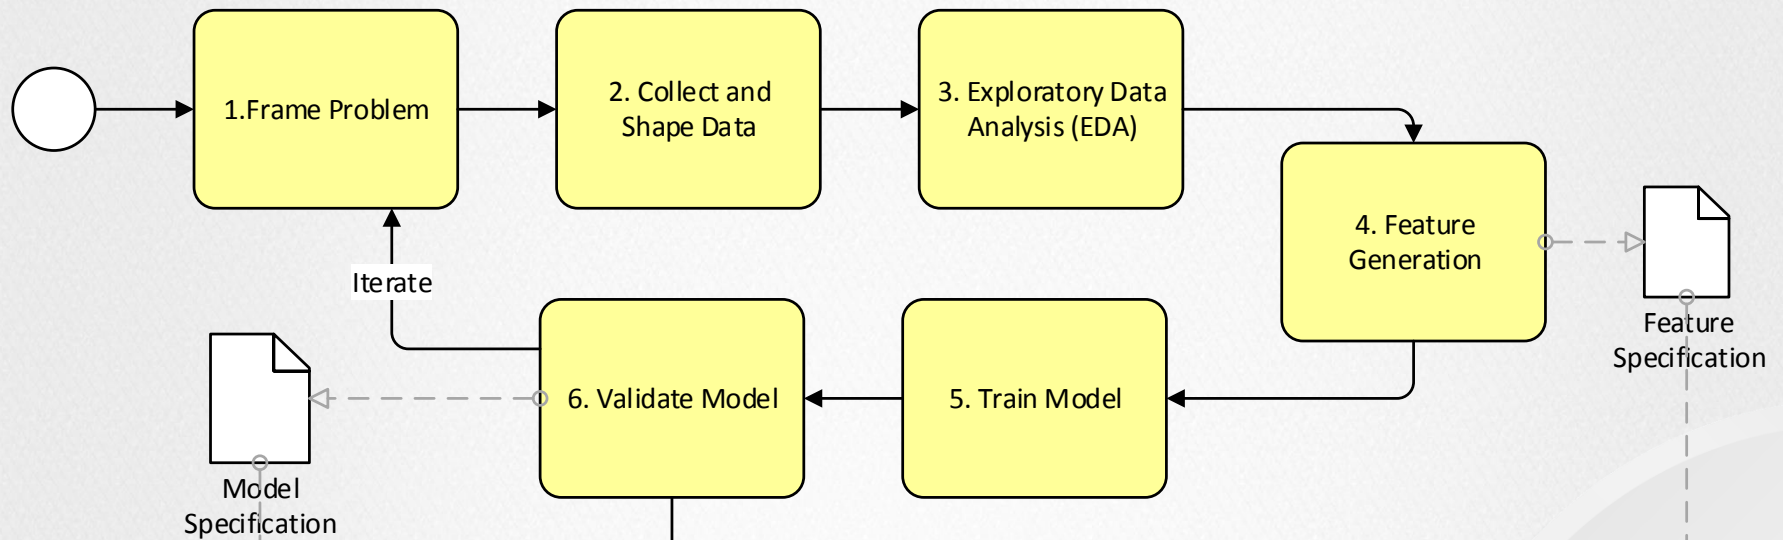 1.Frame Problem
2. Collect and
Shape Data
3. Exploratory Data
Analysis (EDA)
4. Feature
Generation
Feature
Specification
Iterate
5. Train Model
6. Validate Model
Model
Specification